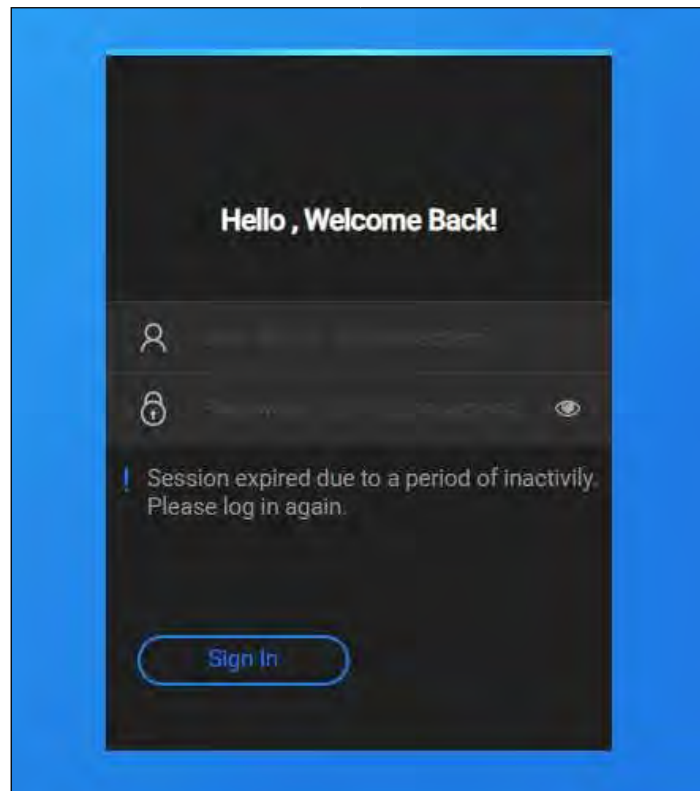 Hello , Welcome Back!
! Session expired due to a period of inactivily.
Please log in again.
Sign In